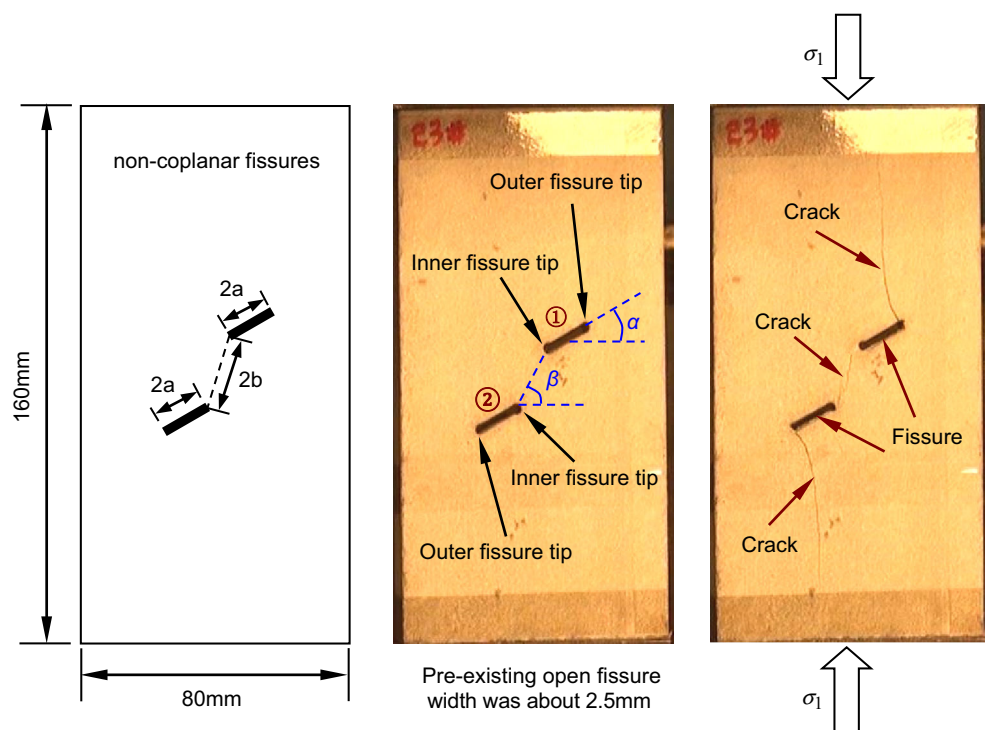 σ1
23#
23#
non-coplanar fissures
Outer fissure tip
Crack
Inner fissure tip
2a
①
α
Crack
160mm
2b
2a
β
②
Fissure
Inner fissure tip
Outer fissure tip
Crack
80mm
Pre-existing open fissure
width was about 2.5mm
σ1